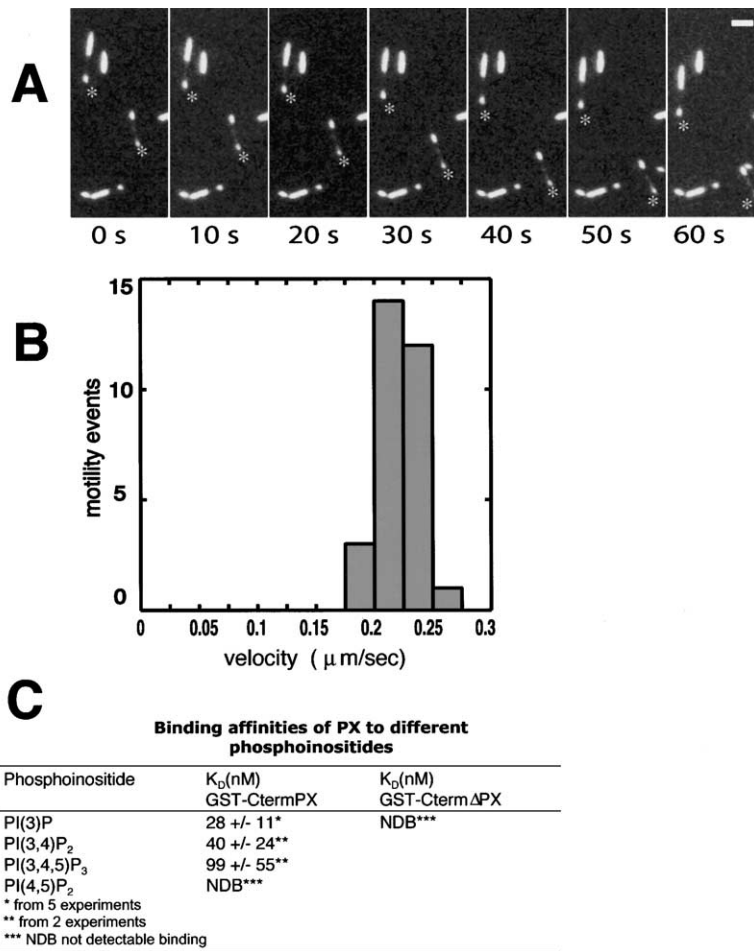 A
0 s 10 s 20 s 30 s 40 s 50 s 60 s
B
15
10
5
0
motility events
0 0.05 0.1 0.15 0.2 0.25 0.3
velocity ( μm/sec)
C
Binding affinities of PX to different
phosphoinositides
Phosphoinositide K_D(nM) K_D(nM)
GST-CtermPX GST-Cterm ΔPX
PI(3)P 28 +/- 11* NDB***
PI(3,4)P₂ 40 +/- 24**
PI(3,4,5)P₃ 99 +/- 55**
PI(4,5)P₂ NDB***
* from 5 experiments
** from 2 experiments
*** NDB not detectable binding